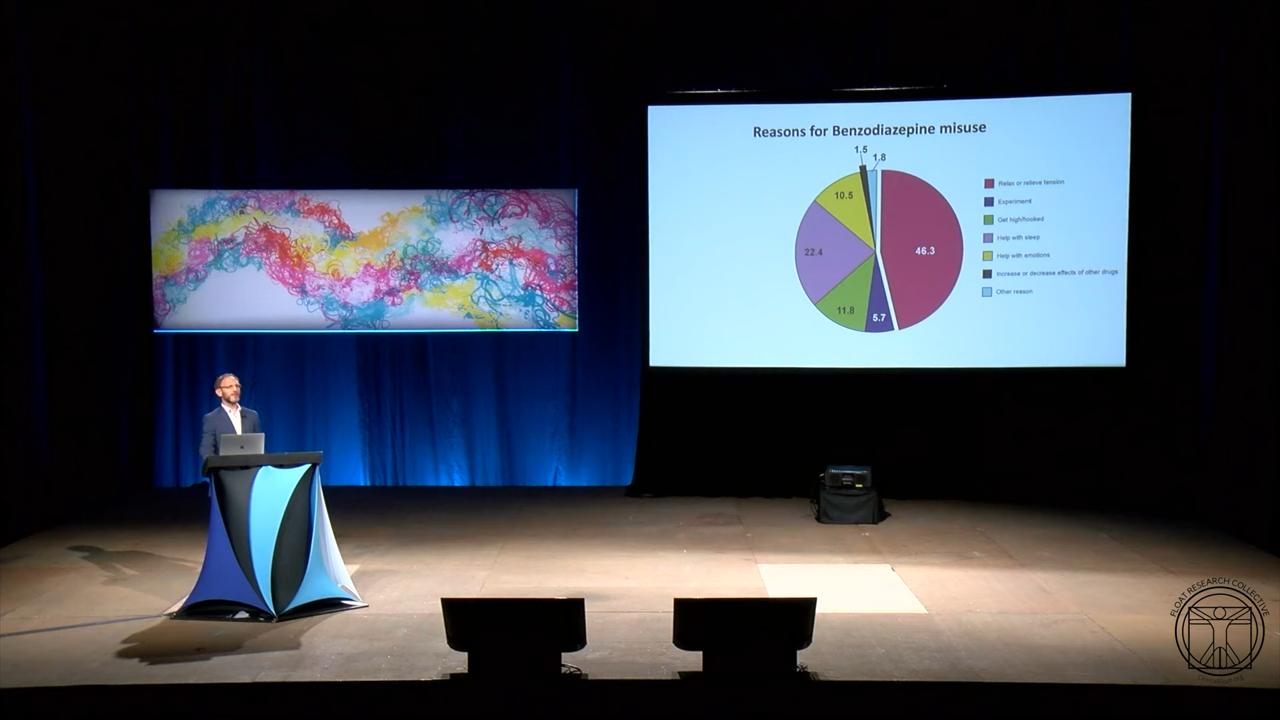 Reasons for Benzodiazepine misuse
1.5
1.8
10.5
22.4
46.3
11.8
5.7
Relax or relieve tension
Experiment
Get high/hooked
Help with sleep
Help with emotions
Increase or decrease effects of other drugs
Other reason
FLOAT RESEARCH COLLECTIVE